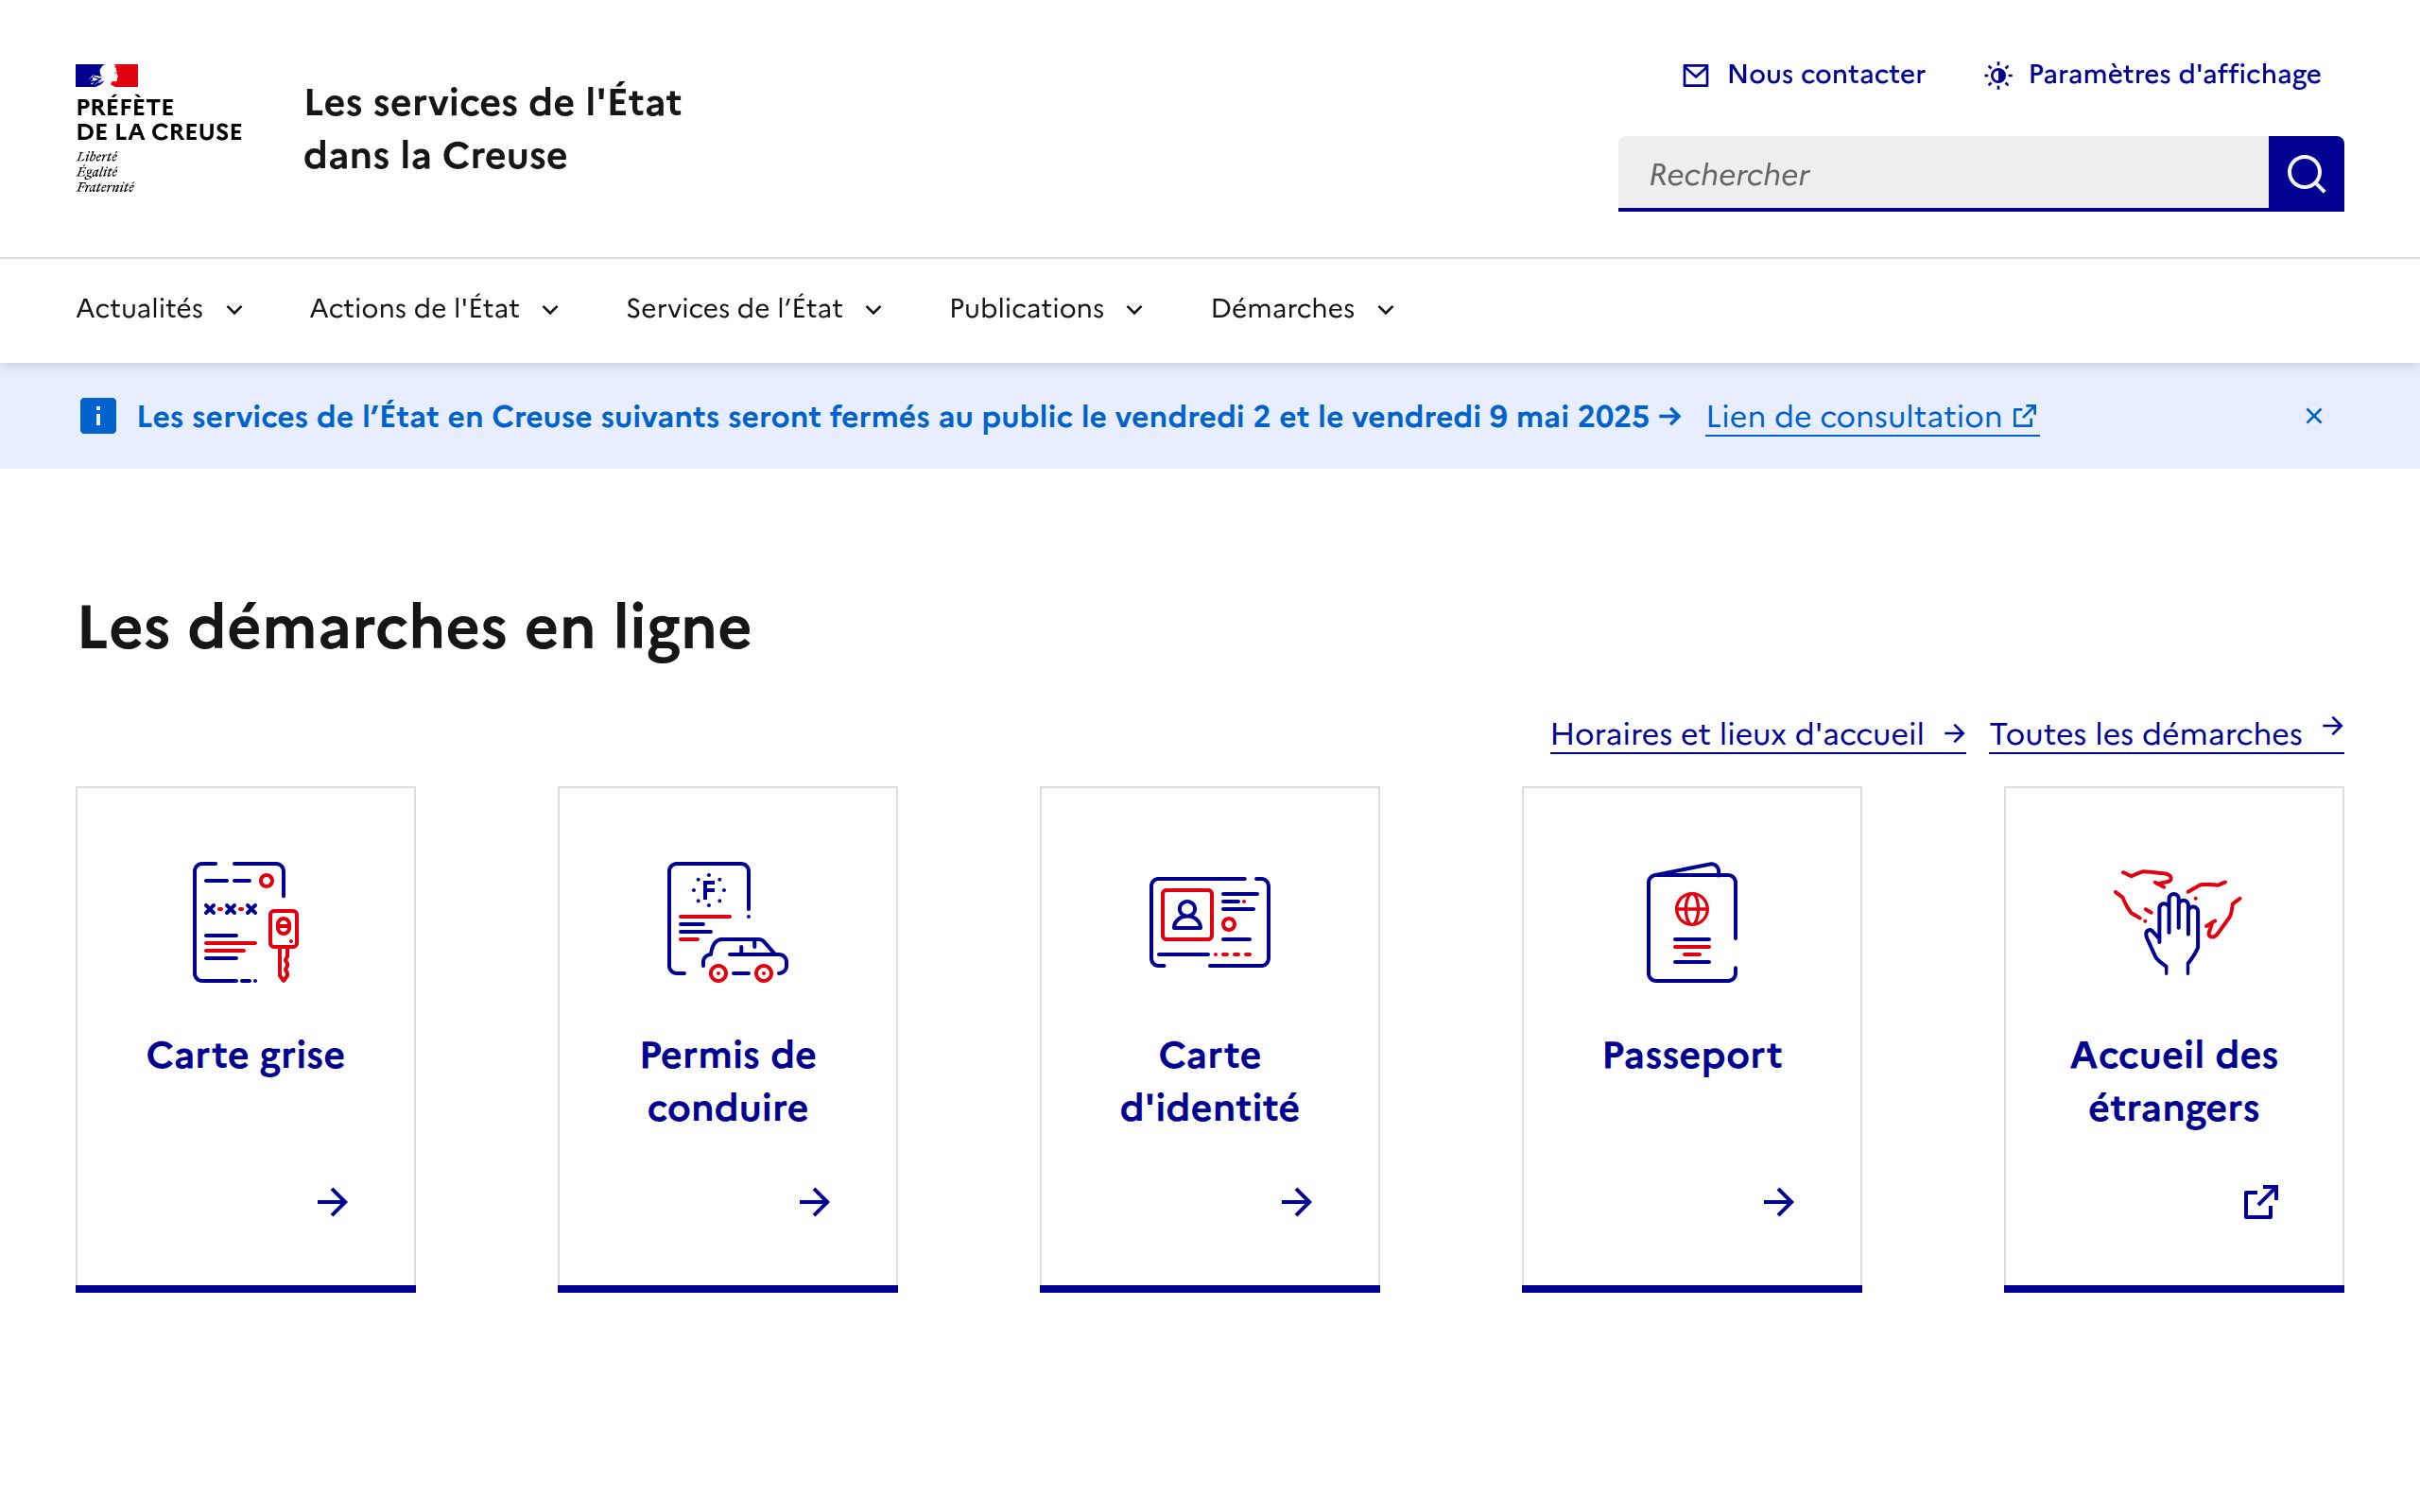 PRÉFÈTE
DE LA CREUSE
Liberté
Égalité
Fraternité
Les services de l'État
dans la Creuse
Nous contacter
Paramètres d'affichage
Rechercher
Actualités
Actions de l'État
Services de l’État
Publications
Démarches
Les services de l’État en Creuse suivants seront fermés au public le vendredi 2 et le vendredi 9 mai 2025 → Lien de consultation
Les démarches en ligne
Horaires et lieux d'accueil
Toutes les démarches
Carte grise
Permis de
conduire
Carte
d'identité
Passeport
Accueil des
étrangers